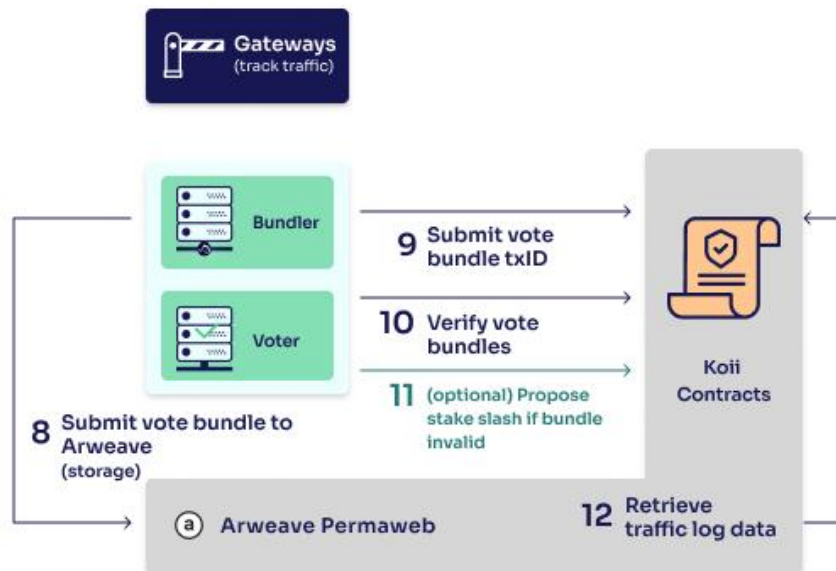 Gateways
(track traffic)
Bundler
9 Submit vote
bundle txID
10 Verify vote
bundles
Voter
11 (optional) Propose
stake slash if bundle
invalid
Koii
Contracts
8 Submit vote bundle to
Arweave
(storage)
a Arweave Permaweb
12 Retrieve
traffic log data